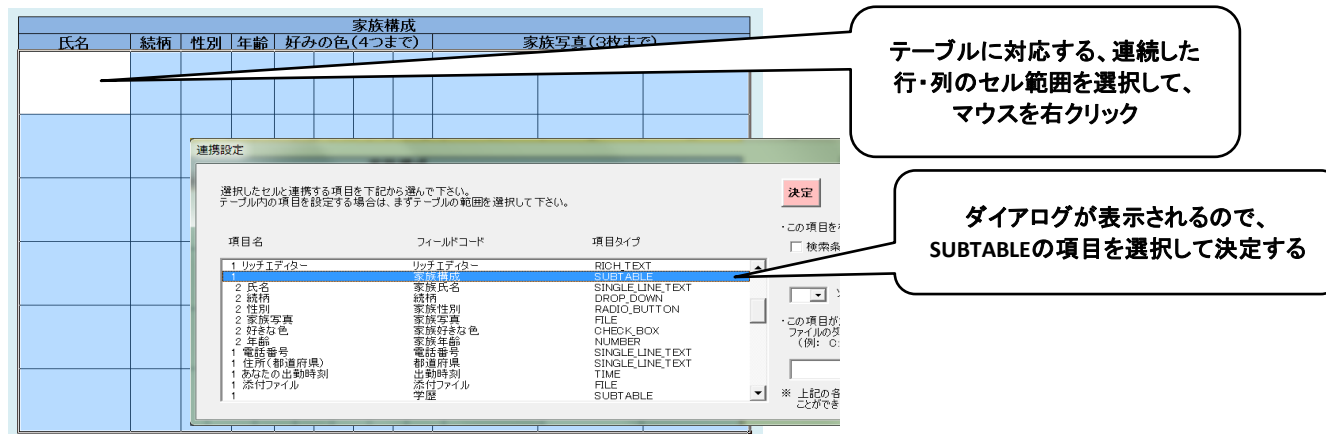 家族構成
氏名 続柄 性別 年齢 好みの色(4つまで) 家族写真(3枚まで)
テーブルに対応する、連続した
行・列のセル範囲を選択して、
マウスを右クリック
連携設定
選択したセルと連携する項目を下記から選んで下さい。
テーブル内の項目を設定する場合は、まずテーブルの範囲を選択して下さい。
決定
ダイアログが表示されるので、
SUBTABLEの項目を選択して決定する
・この項目を
検索条
項目名 フィールドコード 項目タイプ
1 リッチエディター リッチエディター RICH_TEXT
1 家族構成 SUBTABLE
2 氏名 家族氏名 SINGLE_LINE_TEXT
2 続柄 続柄 DROP_DOWN
2 性別 家族性別 RADIO_BUTTON
2 家族写真 家族写真 FILE
2 好きな色 家族好きな色 CHECK_BOX
2 年齢 家族年齢 NUMBER
1 電話番号 電話番号 SINGLE_LINE_TEXT
1 住所(都道府県) 都道府県 SINGLE_LINE_TEXT
1 あなたの出勤時刻 出勤時刻 TIME
1 添付ファイル 添付ファイル FILE
1 学歴 SUBTABLE
・この項目が
ファイルのダ
(例: C:
※ 上記の各
ことができ